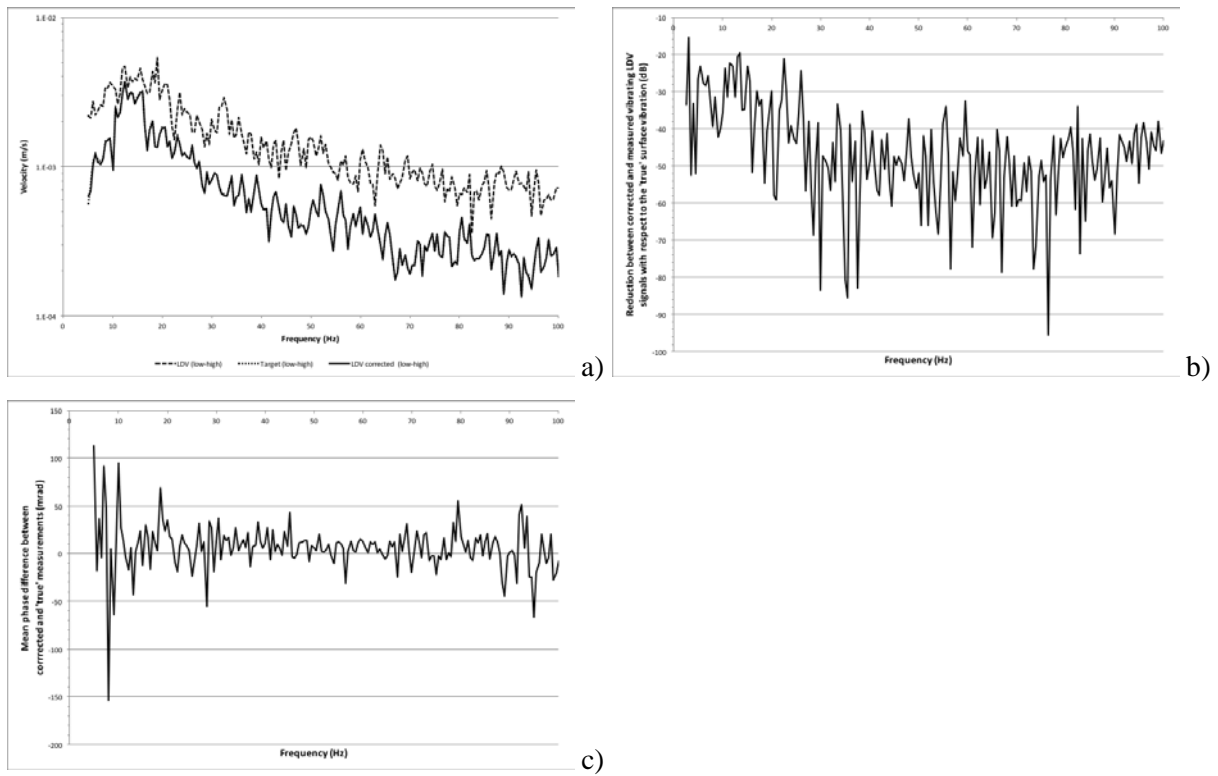 1.E-02
1.E-03
1.E-04
Velocity (m/s)
0 10 20 30 40 50 60 70 80 90 100
Frequency (Hz)
LDV (low-high) Target (low-high) LDV corrected (low-high)
a)
-10
-20
-30
-40
-50
-60
-70
-80
-90
-100
0 10 20 30 40 50 60 70 80 90 100
Reduction between corrected and measured vibrating LDV
signals with respect to the 'true' surface vibration (dB)
Frequency (Hz)
b)
150
100
50
0
-50
-100
-150
-200
0 10 20 30 40 50 60 70 80 90 100
Mean phase difference between
corrrected and 'true' measurements (mrad)
Frequency (Hz)
c)